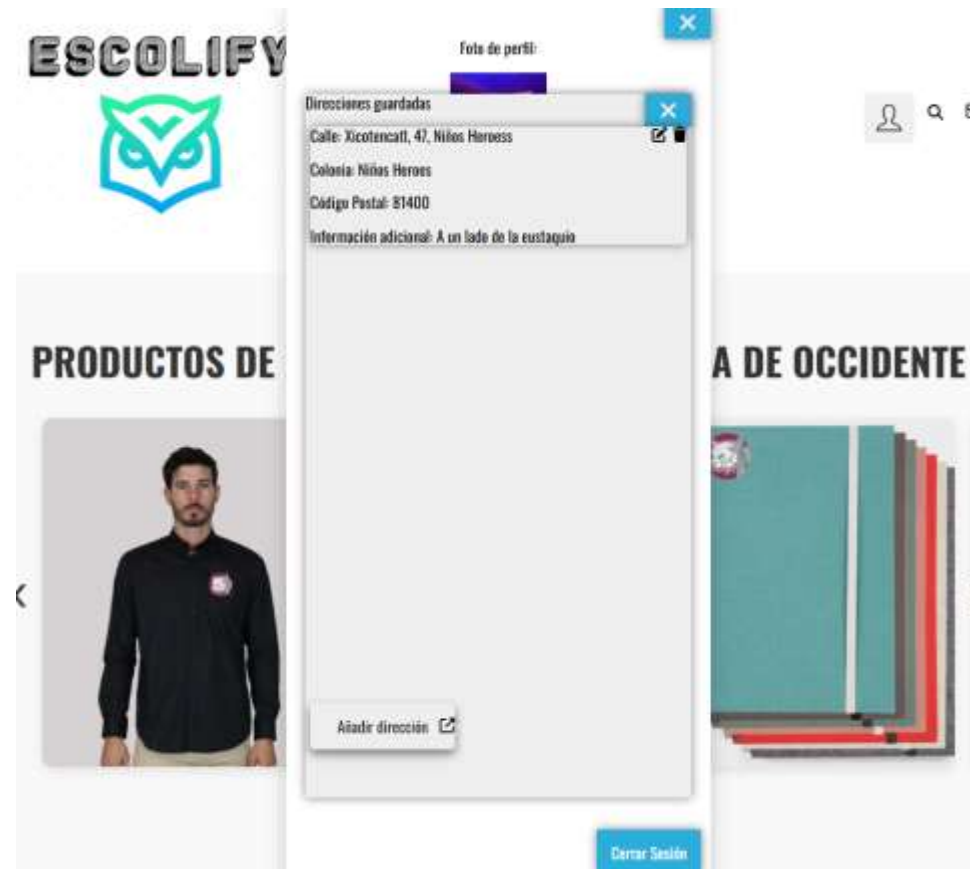 ESCOLIFY
Foto de perfil:
Direcciones guardadas
Calle: Xicotencatl, 47, Niños Heroess
Colonia: Niños Heroes
Código Postal: 81400
Información adicional: A un lado de la eustaquio
PRODUCTOS DE
A DE OCCIDENTE
Añadir dirección
Cerrar Sesión